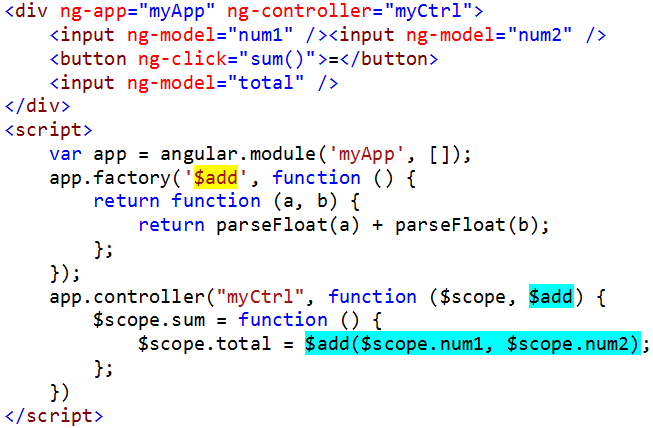 <div ng-app="myApp" ng-controller="myCtrl">
    <input ng-model="num1" /><input ng-model="num2" />
    <button ng-click="sum()">=</button>
    <input ng-model="total" />
</div>
<script>
    var app = angular.module('myApp', []);
    app.factory('$add', function () {
        return function (a, b) {
            return parseFloat(a) + parseFloat(b);
        };
    });
    app.controller("myCtrl", function ($scope, $add) {
        $scope.sum = function () {
            $scope.total = $add($scope.num1, $scope.num2);
        };
    })
</script>